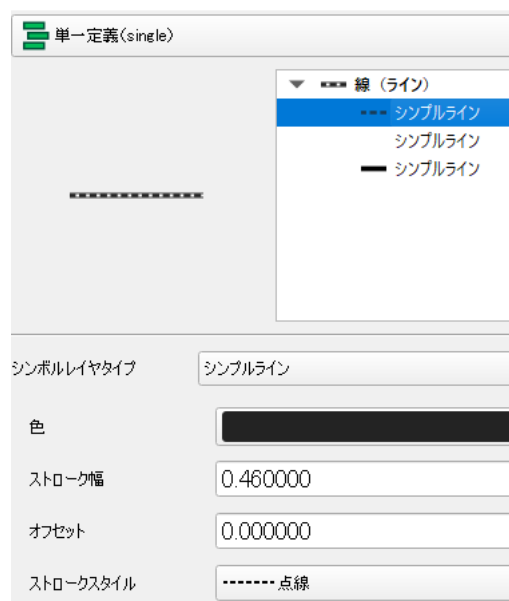 単一定義(single)
線（ライン）
シンプルライン
シンプルライン
シンプルライン
シンボルレイヤタイプ シンプルライン
色
ストローク幅 0.460000
オフセット 0.000000
ストロークスタイル 点線